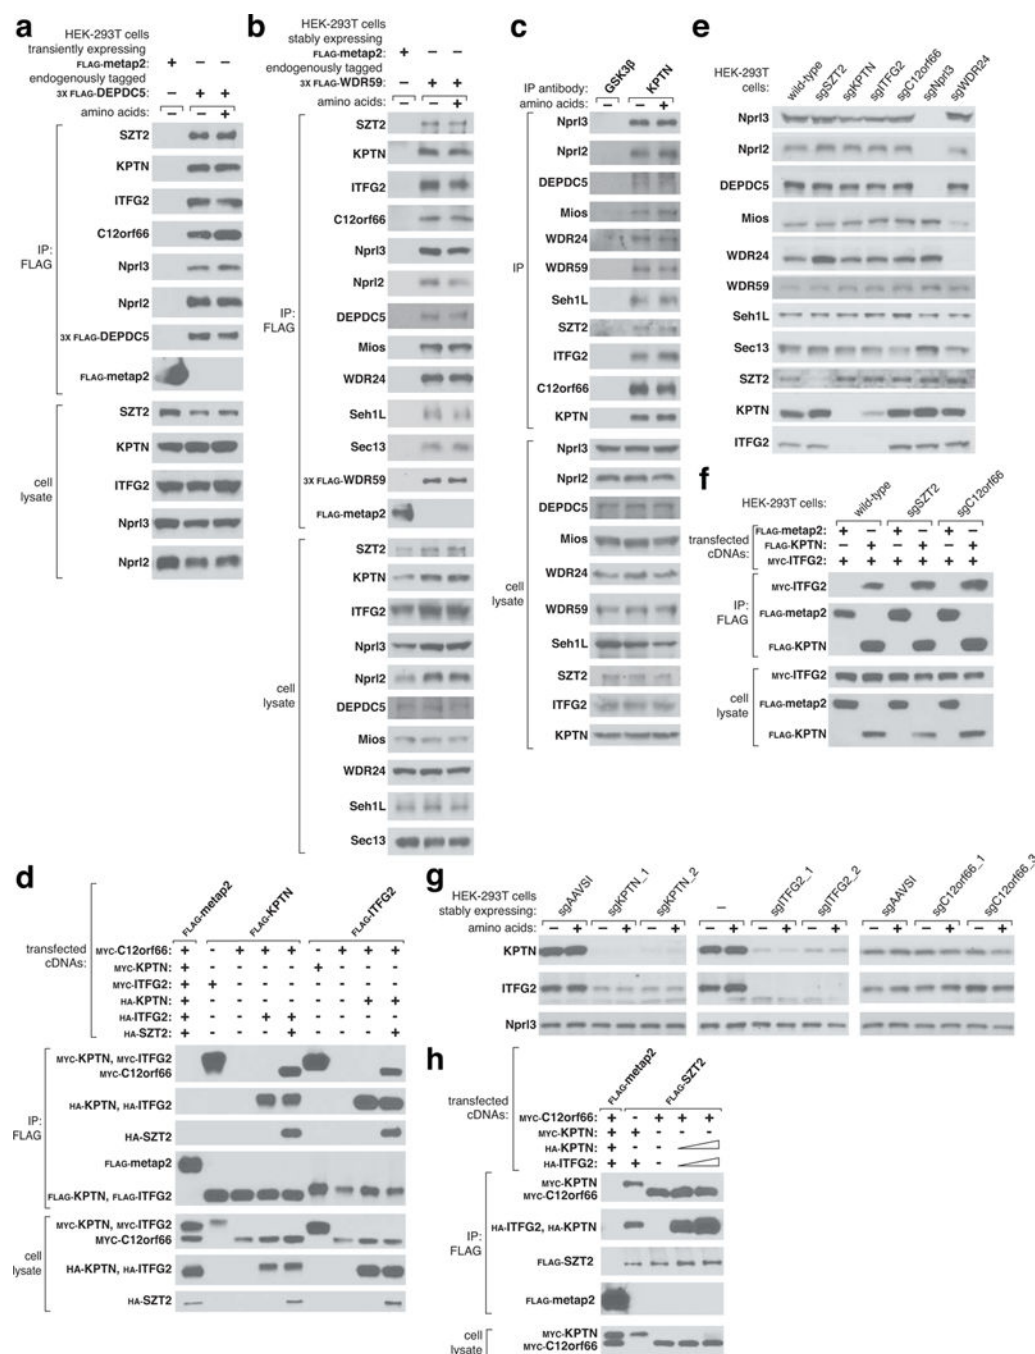 a
HEK-293T cells
transiently expressing
FLAG-metap2: + – –
endogenously tagged
3X FLAG-DEPDC5: – + +
amino acids: – – +
IP:
FLAG
SZT2
KPTN
ITFG2
C12orf66
Nprl3
Nprl2
3X FLAG-DEPDC5
FLAG-metap2
cell
lysate
SZT2
KPTN
ITFG2
Nprl3
Nprl2
b
HEK-293T cells
stably expressing
FLAG-metap2: + – –
endogenously tagged
3X FLAG-WDR59: – + +
amino acids: – – +
IP:
FLAG
SZT2
KPTN
ITFG2
C12orf66
Nprl3
Nprl2
DEPDC5
Mios
WDR24
Seh1L
Sec13
3X FLAG-WDR59
FLAG-metap2
cell
lysate
SZT2
KPTN
ITFG2
Nprl3
Nprl2
DEPDC5
Mios
WDR24
Seh1L
Sec13
c
IP antibody: GSK3β KPTN
amino acids: – – +
IP
Nprl3
Nprl2
DEPDC5
Mios
WDR24
WDR59
Seh1L
SZT2
ITFG2
C12orf66
KPTN
cell
lysate
Nprl3
Nprl2
DEPDC5
Mios
WDR24
WDR59
Seh1L
SZT2
ITFG2
KPTN
e
HEK-293T
cells: wild-type sgSZT2 sgKPTN sgITFG2 sgC12orf66 sgNprl3 sgWDR24
Nprl3
Nprl2
DEPDC5
Mios
WDR24
WDR59
Seh1L
Sec13
SZT2
KPTN
ITFG2
f
HEK-293T cells: wild-type sgSZT2 sgC12orf66
transfected
cDNAs:
FLAG-metap2: + – + – + –
FLAG-KPTN: – + – + – +
MYC-ITFG2: + + + + + +
IP:
FLAG
MYC-ITFG2
FLAG-metap2
FLAG-KPTN
cell
lysate
MYC-ITFG2
FLAG-metap2
FLAG-KPTN
d
FLAG-metap2 FLAG-KPTN FLAG-ITFG2
transfected
cDNAs:
MYC-C12orf66: + - + + + - + + +
MYC-KPTN: + - - - - + - - -
MYC-ITFG2: + + - - - - - - -
HA-KPTN: + - - - - - - + +
HA-ITFG2: + - - + + - - - -
HA-SZT2: + - - - + - - - +
IP:
FLAG
MYC-KPTN, MYC-ITFG2
MYC-C12orf66
HA-KPTN, HA-ITFG2
HA-SZT2
FLAG-metap2
FLAG-KPTN, FLAG-ITFG2
cell
lysate
MYC-KPTN, MYC-ITFG2
MYC-C12orf66
HA-KPTN, HA-ITFG2
HA-SZT2
g
HEK-293T cells
stably expressing: sgAAVSI sgKPTN_1 sgKPTN_2 – sgITFG2_1 sgITFG2_2 sgAAVSI sgC12orf66_1 sgC12orf66_3
amino acids: – + – + – + – + – + – + – + – + – +
KPTN
ITFG2
Nprl3
h
FLAG-metap2 FLAG-SZT2
transfected
cDNAs:
MYC-C12orf66: + + + + +
MYC-KPTN: + + - - -
HA-KPTN: + - -
HA-ITFG2: + + -
IP:
FLAG
MYC-KPTN
MYC-C12orf66
HA-ITFG2, HA-KPTN
FLAG-SZT2
FLAG-metap2
cell
lysate
MYC-KPTN
MYC-C12orf66